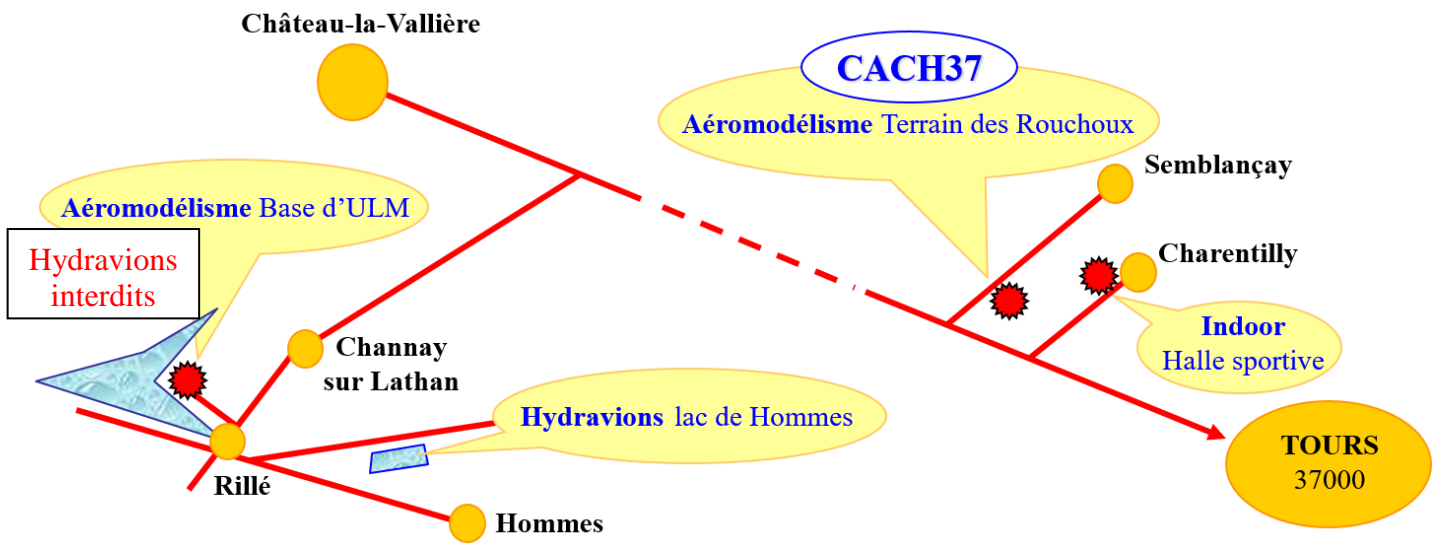 Château-la-Vallière
CACH37
Aéromodélisme Terrain des Rouchoux
Semblançay
Aéromodélisme Base d’ULM
Hydravions
interdits
Charentilly
Indoor
Halle sportive
Channay
sur Lathan
Hydravions lac de Hommes
TOURS
37000
Rillé
Hommes